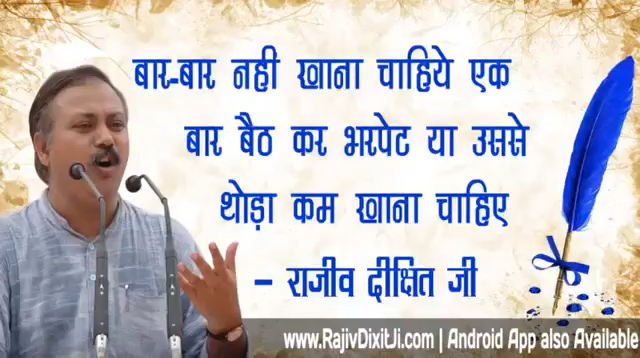 बार-बार नही खाना चाहिये एक
बार बैठ कर भरपेट या उससे
थोड़ा कम खाना चाहिए
– राजीव दीक्षित जी
www.RajivDixitJi.com | Android App also Available